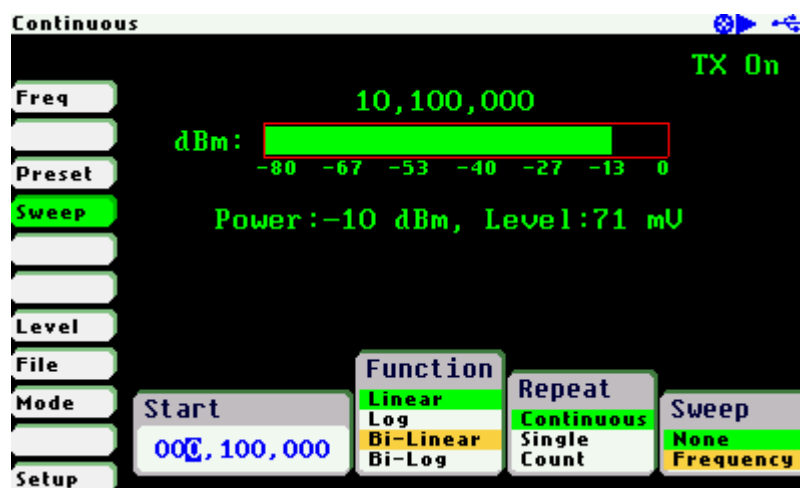 Continuous
TX On
Freq
10,100,000
dBm:
-80 -67 -53 -40 -27 -13 0
Preset
Sweep
Power:-10 dBm, Level:71 mV
Level
File
Mode
Setup
Start
000,100,000
Function
Linear
Log
Bi-Linear
Bi-Log
Repeat
Continuous
Single
Count
Sweep
None
Frequency